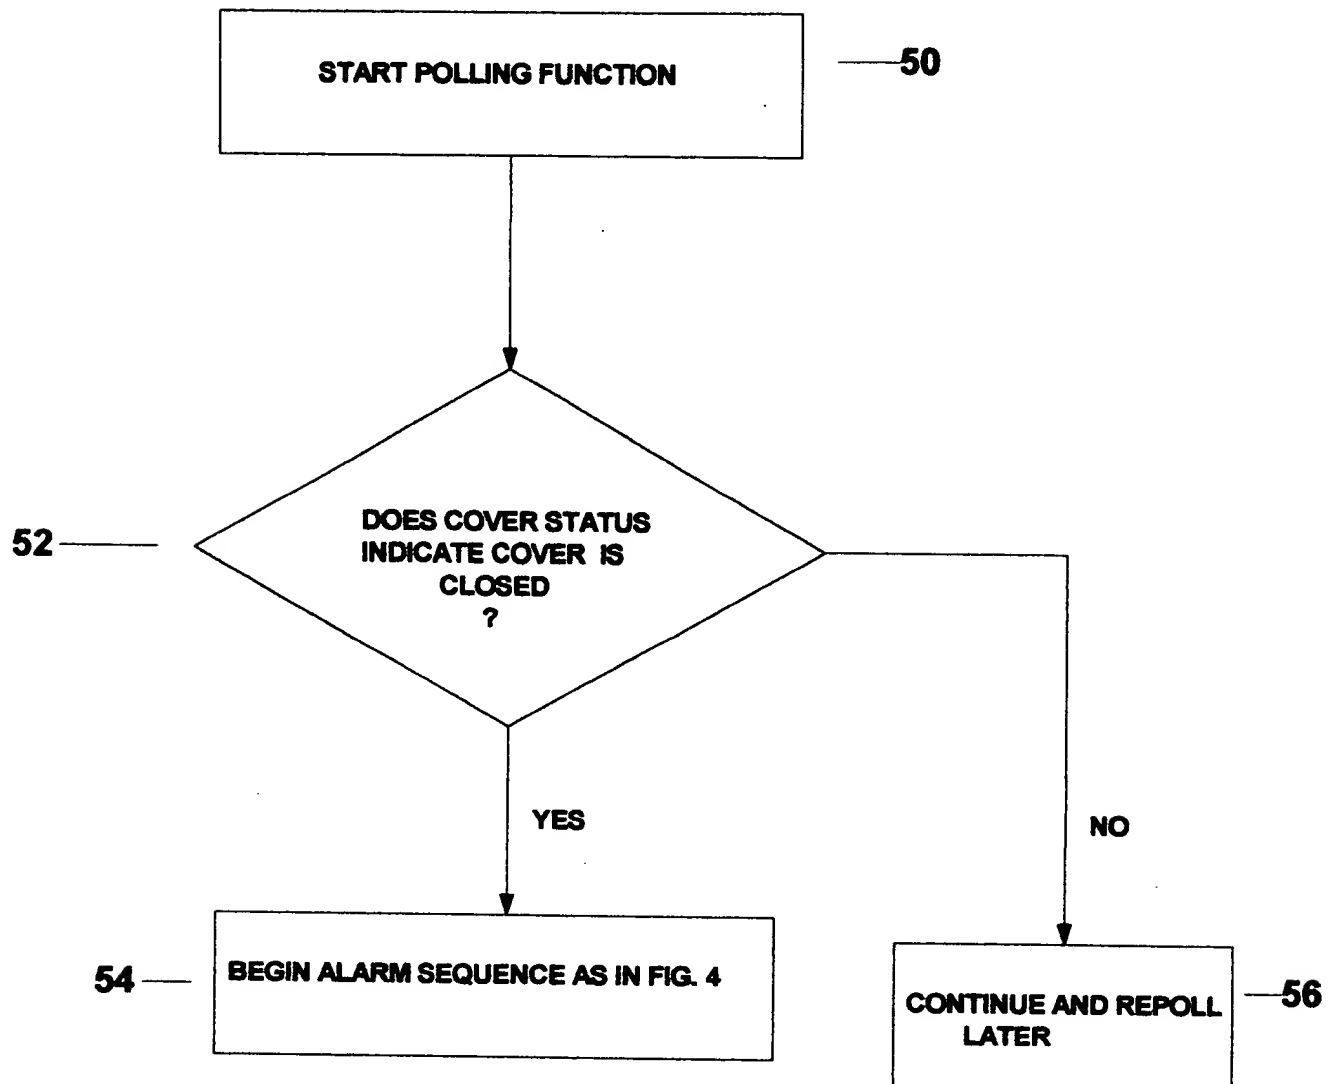 START POLLING FUNCTION
50
52
DOES COVER STATUS
INDICATE COVER IS
CLOSED
?
YES
NO
54
BEGIN ALARM SEQUENCE AS IN FIG. 4
CONTINUE AND REPOLL
LATER
56